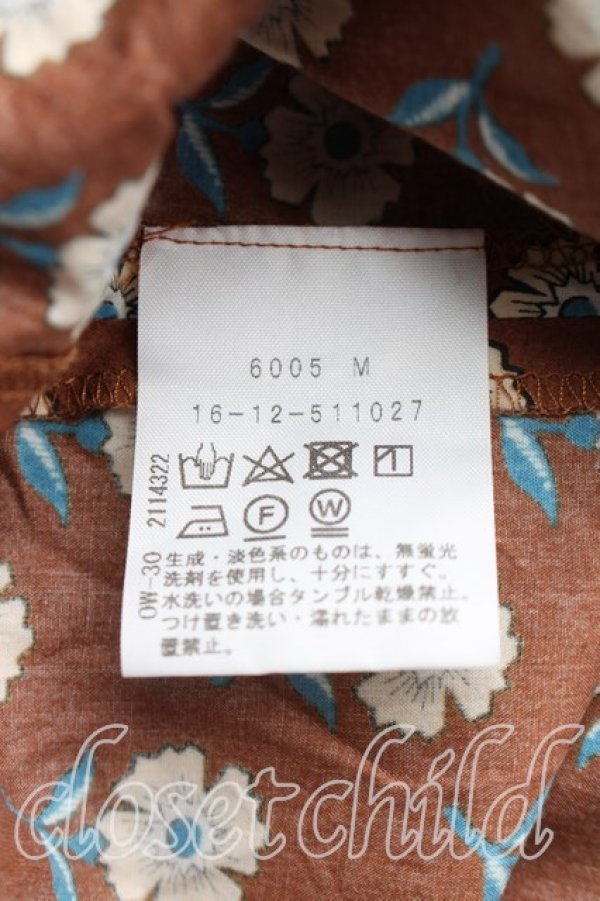 6005 M
16-12-511027
1
F
W
OW-30 2114322
生成・淡色系のものは、無蛍光
洗剤を使用し、十分にすすぐ。
水洗いの場合タンブル乾燥禁止。
つけ置き洗い・濡れたままの放
置禁止。
closetchild